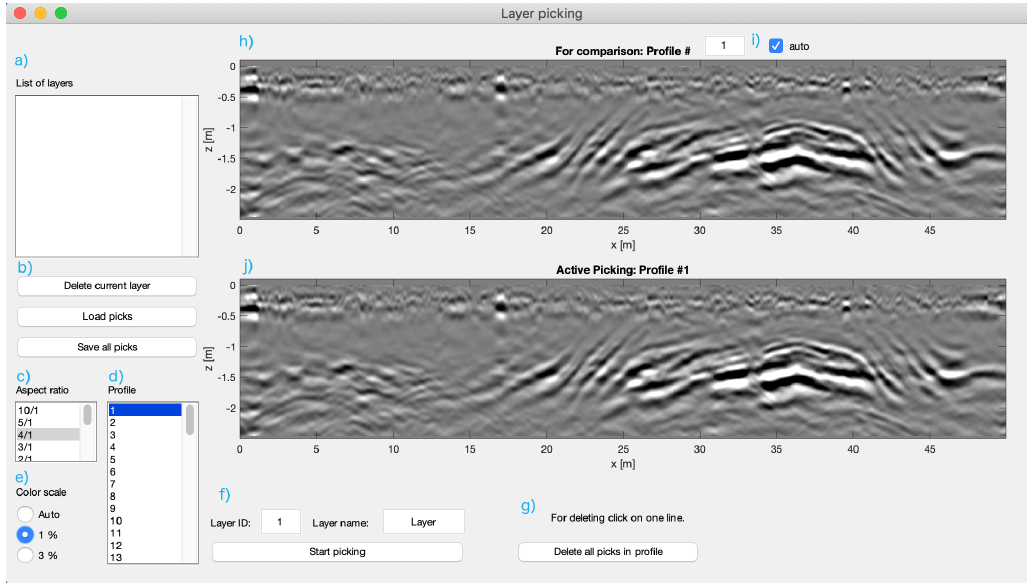 Layer picking
a)
List of layers
b)
Delete current layer
Load picks
Save all picks
c)
Aspect ratio
10/1
5/1
4/1
3/1
2/1
d)
Profile
1
2
3
4
5
6
7
8
9
10
11
12
13
e)
Color scale
Auto
1 %
3 %
h)
For comparison: Profile #
1
i)
auto
0
-0.5
-1
-1.5
-2
z [m]
0 5 10 15 20 25 30 35 40 45
x [m]
j)
Active Picking: Profile #1
0
-0.5
-1
-1.5
-2
z [m]
0 5 10 15 20 25 30 35 40 45
x [m]
f)
Layer ID: 1 Layer name: Layer
Start picking
g)
For deleting click on one line.
Delete all picks in profile